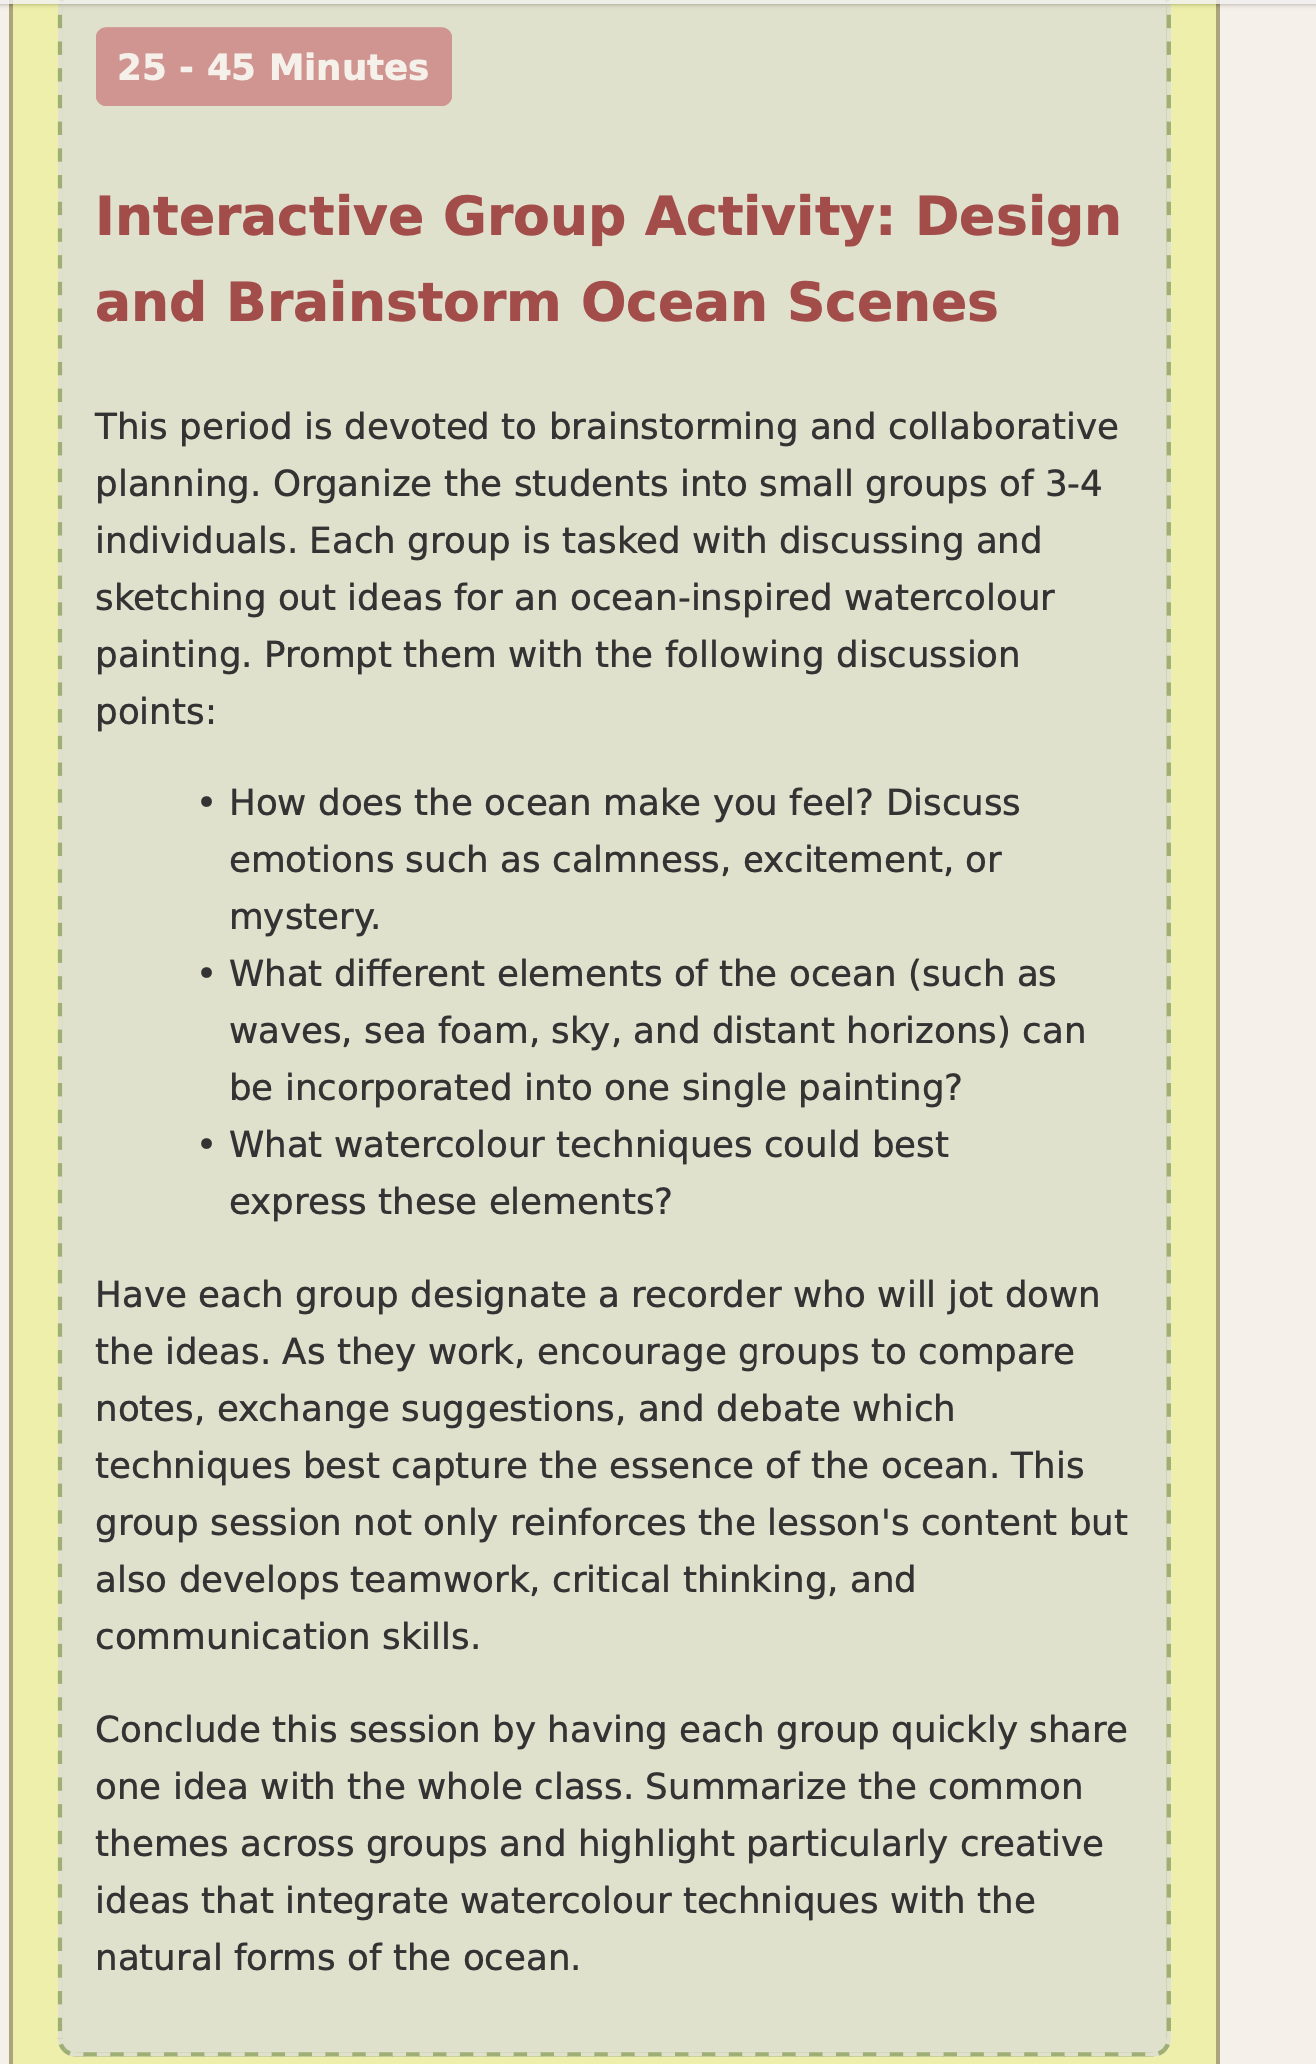 25 - 45 Minutes
Interactive Group Activity: Design
and Brainstorm Ocean Scenes
This period is devoted to brainstorming and collaborative
planning. Organize the students into small groups of 3-4
individuals. Each group is tasked with discussing and
sketching out ideas for an ocean-inspired watercolour
painting. Prompt them with the following discussion
points:
• How does the ocean make you feel? Discuss
emotions such as calmness, excitement, or
mystery.
• What different elements of the ocean (such as
waves, sea foam, sky, and distant horizons) can
be incorporated into one single painting?
• What watercolour techniques could best
express these elements?
Have each group designate a recorder who will jot down
the ideas. As they work, encourage groups to compare
notes, exchange suggestions, and debate which
techniques best capture the essence of the ocean. This
group session not only reinforces the lesson's content but
also develops teamwork, critical thinking, and
communication skills.
Conclude this session by having each group quickly share
one idea with the whole class. Summarize the common
themes across groups and highlight particularly creative
ideas that integrate watercolour techniques with the
natural forms of the ocean.